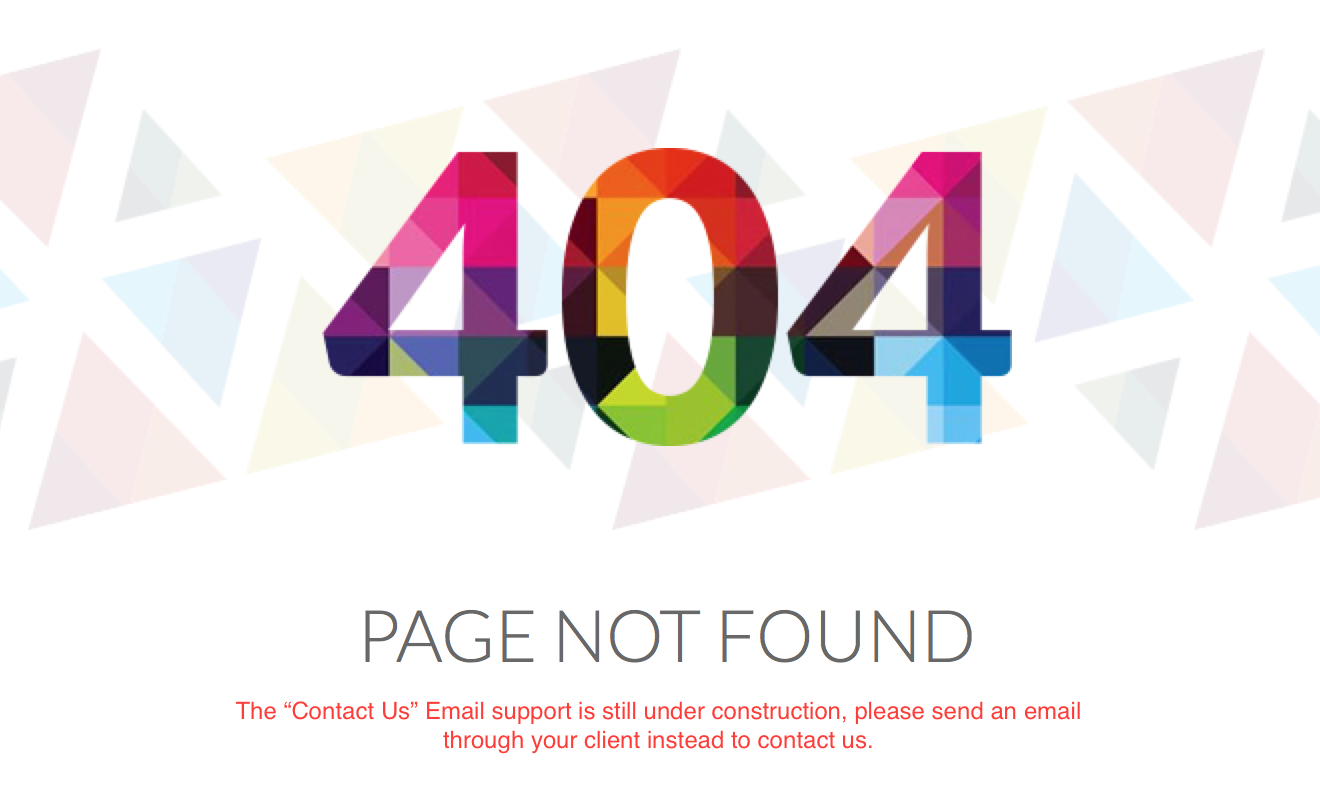 404
PAGE NOT FOUND
The “Contact Us” Email support is still under construction, please send an email
through your client instead to contact us.